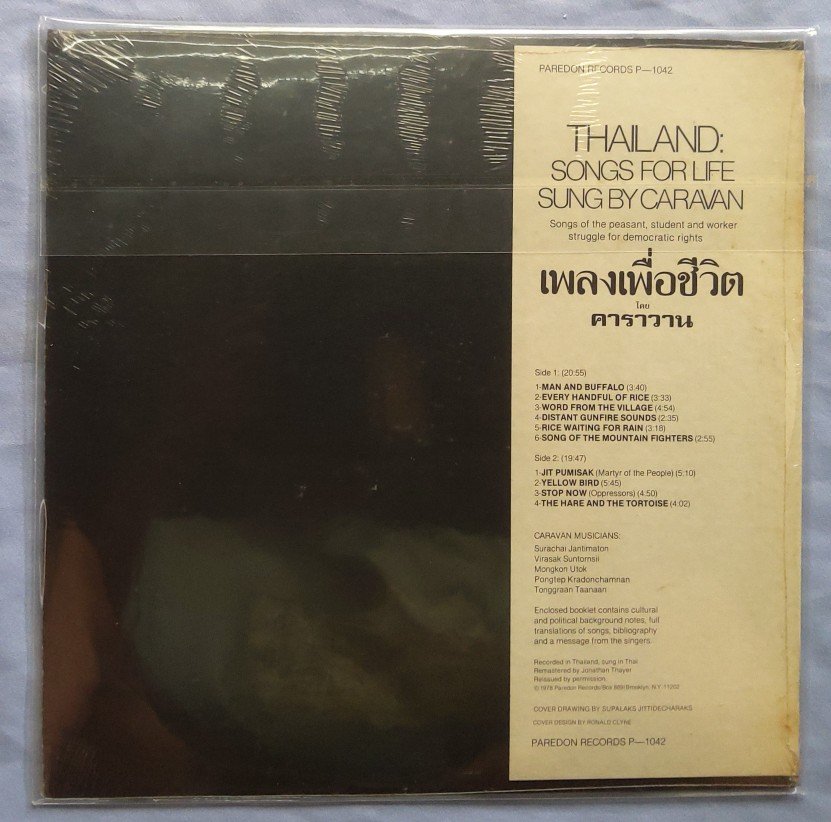 PAREDON RECORDS P—1042
THAILAND:
SONGS FOR LIFE
SUNG BY CARAVAN
Songs of the peasant, student and worker
struggle for democratic rights
เพลงเพื่อชีวิต
โดย
คาราวาน
Side 1: (20:55)
1-MAN AND BUFFALO (3:40)
2-EVERY HANDFUL OF RICE (3:33)
3-WORD FROM THE VILLAGE (4:54)
4-DISTANT GUNFIRE SOUNDS (2:35)
5-RICE WAITING FOR RAIN (3:18)
6-SONG OF THE MOUNTAIN FIGHTERS (2:55)
Side 2: (19:47)
1-JIT PUMISAK (Martyr of the People) (5:10)
2-YELLOW BIRD (5:45)
3-STOP NOW (Oppressors) (4:50)
4-THE HARE AND THE TORTOISE (4:02)
CARAVAN MUSICIANS:
Surachai Jantimaton
Virasak Suntornsii
Mongkon Utok
Pongtep Kradonchamnan
Tonggraan Taanaan
Enclosed booklet contains cultural
and political background notes, full
translations of songs, bibliography
and a message from the singers.
Recorded in Thailand, sung in Thai
Remastered by Jonathan Thayer
Reissued by permission.
© 1978 Paredon Records/Box 889/Brooklyn, N.Y. 11202
COVER DRAWING BY SUPALAKS JITTIDECHARAKS
COVER DESIGN BY RONALD CLYNE
PAREDON RECORDS P—1042